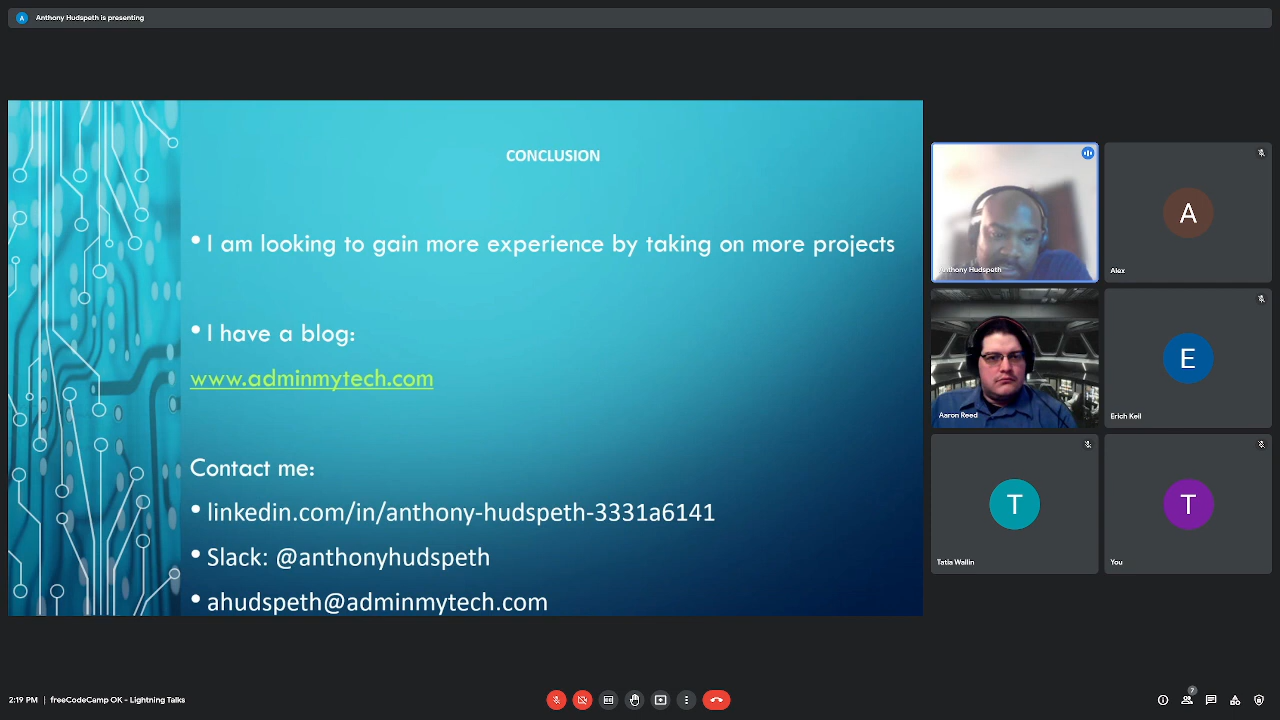 A Anthony Hudspeth is presenting
CONCLUSION
• I am looking to gain more experience by taking on more projects
• I have a blog:
www.adminmytech.com
Contact me:
• linkedin.com/in/anthony-hudspeth-3331a6141
• Slack: @anthonyhudspeth
• ahudspeth@adminmytech.com
Anthony Hudspeth
A
Alex
Aaron Reed
E
Erich Keil
T
Tatia Wallin
T
You
2:19 PM | freeCodeCamp OK - Lightning Talks
7